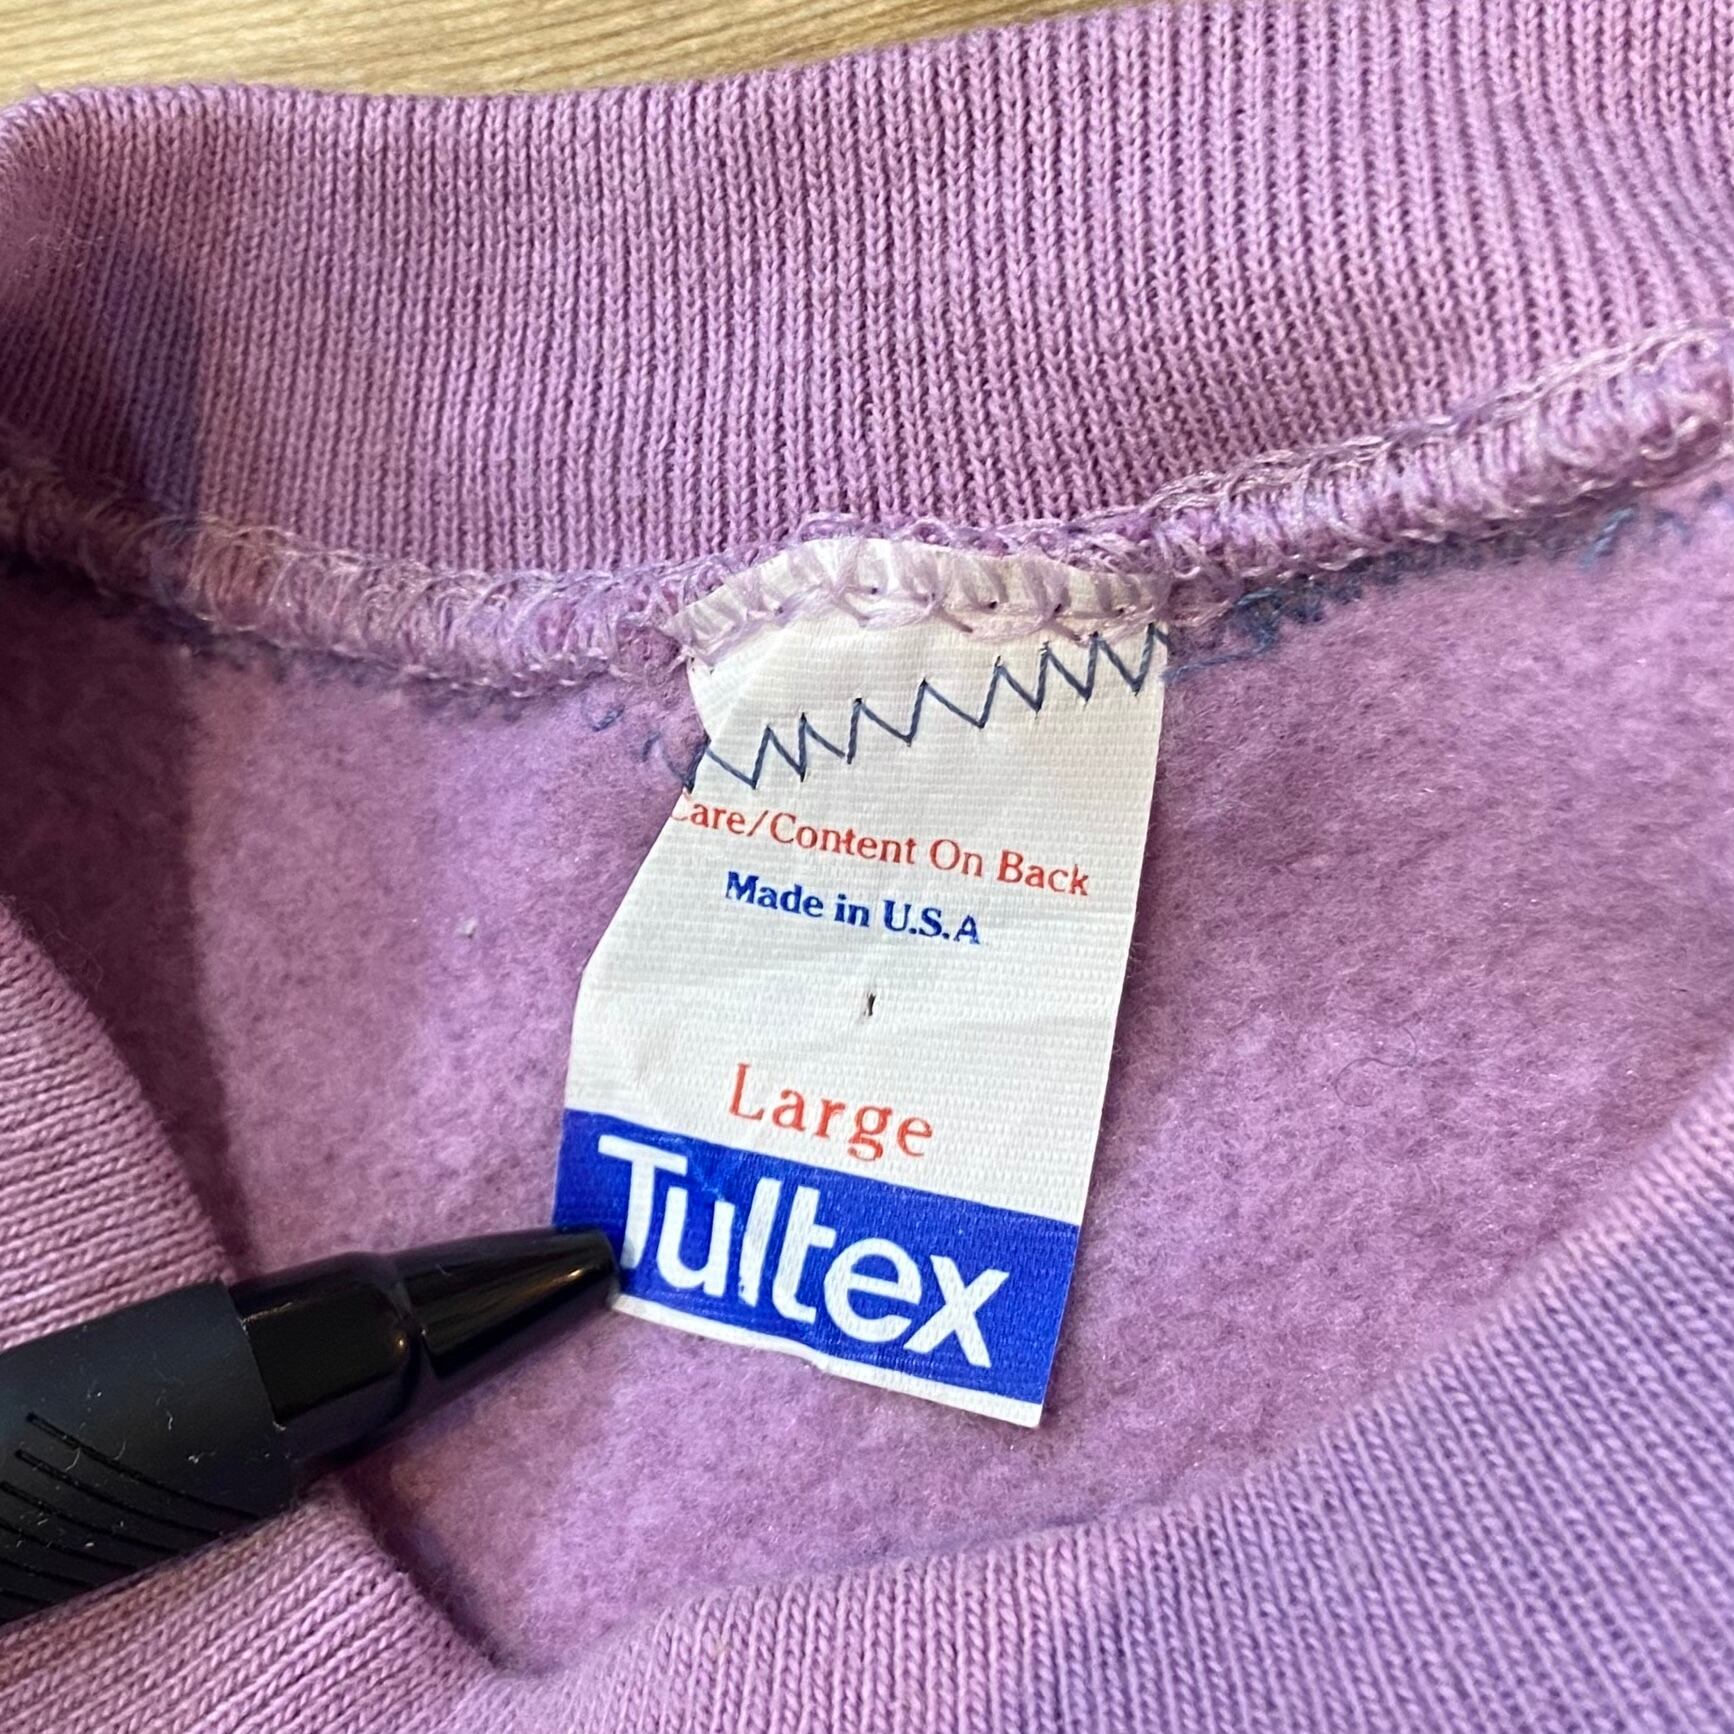 Care/Content On Back
Made in U.S.A
Large
Tultex